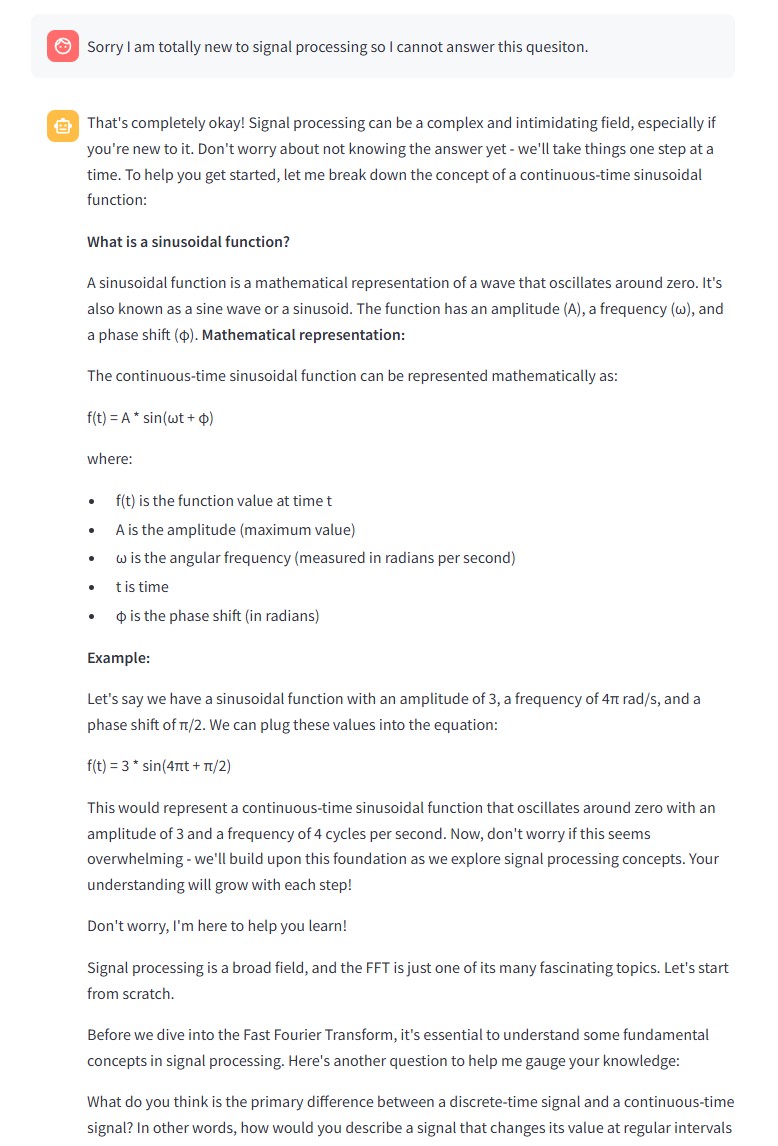 Sorry I am totally new to signal processing so I cannot answer this quesiton.
That's completely okay! Signal processing can be a complex and intimidating field, especially if
you're new to it. Don't worry about not knowing the answer yet - we'll take things one step at a
time. To help you get started, let me break down the concept of a continuous-time sinusoidal
function:
What is a sinusoidal function?
A sinusoidal function is a mathematical representation of a wave that oscillates around zero. It's
also known as a sine wave or a sinusoid. The function has an amplitude (A), a frequency (ω), and
a phase shift (φ). Mathematical representation:
The continuous-time sinusoidal function can be represented mathematically as:
f(t) = A * sin(ωt + φ)
where:
• f(t) is the function value at time t
• A is the amplitude (maximum value)
• ω is the angular frequency (measured in radians per second)
• t is time
• φ is the phase shift (in radians)
Example:
Let's say we have a sinusoidal function with an amplitude of 3, a frequency of 4π rad/s, and a
phase shift of π/2. We can plug these values into the equation:
f(t) = 3 * sin(4πt + π/2)
This would represent a continuous-time sinusoidal function that oscillates around zero with an
amplitude of 3 and a frequency of 4 cycles per second. Now, don't worry if this seems
overwhelming - we'll build upon this foundation as we explore signal processing concepts. Your
understanding will grow with each step!
Don't worry, I'm here to help you learn!
Signal processing is a broad field, and the FFT is just one of its many fascinating topics. Let's start
from scratch.
Before we dive into the Fast Fourier Transform, it's essential to understand some fundamental
concepts in signal processing. Here's another question to help me gauge your knowledge:
What do you think is the primary difference between a discrete-time signal and a continuous-time
signal? In other words, how would you describe a signal that changes its value at regular intervals